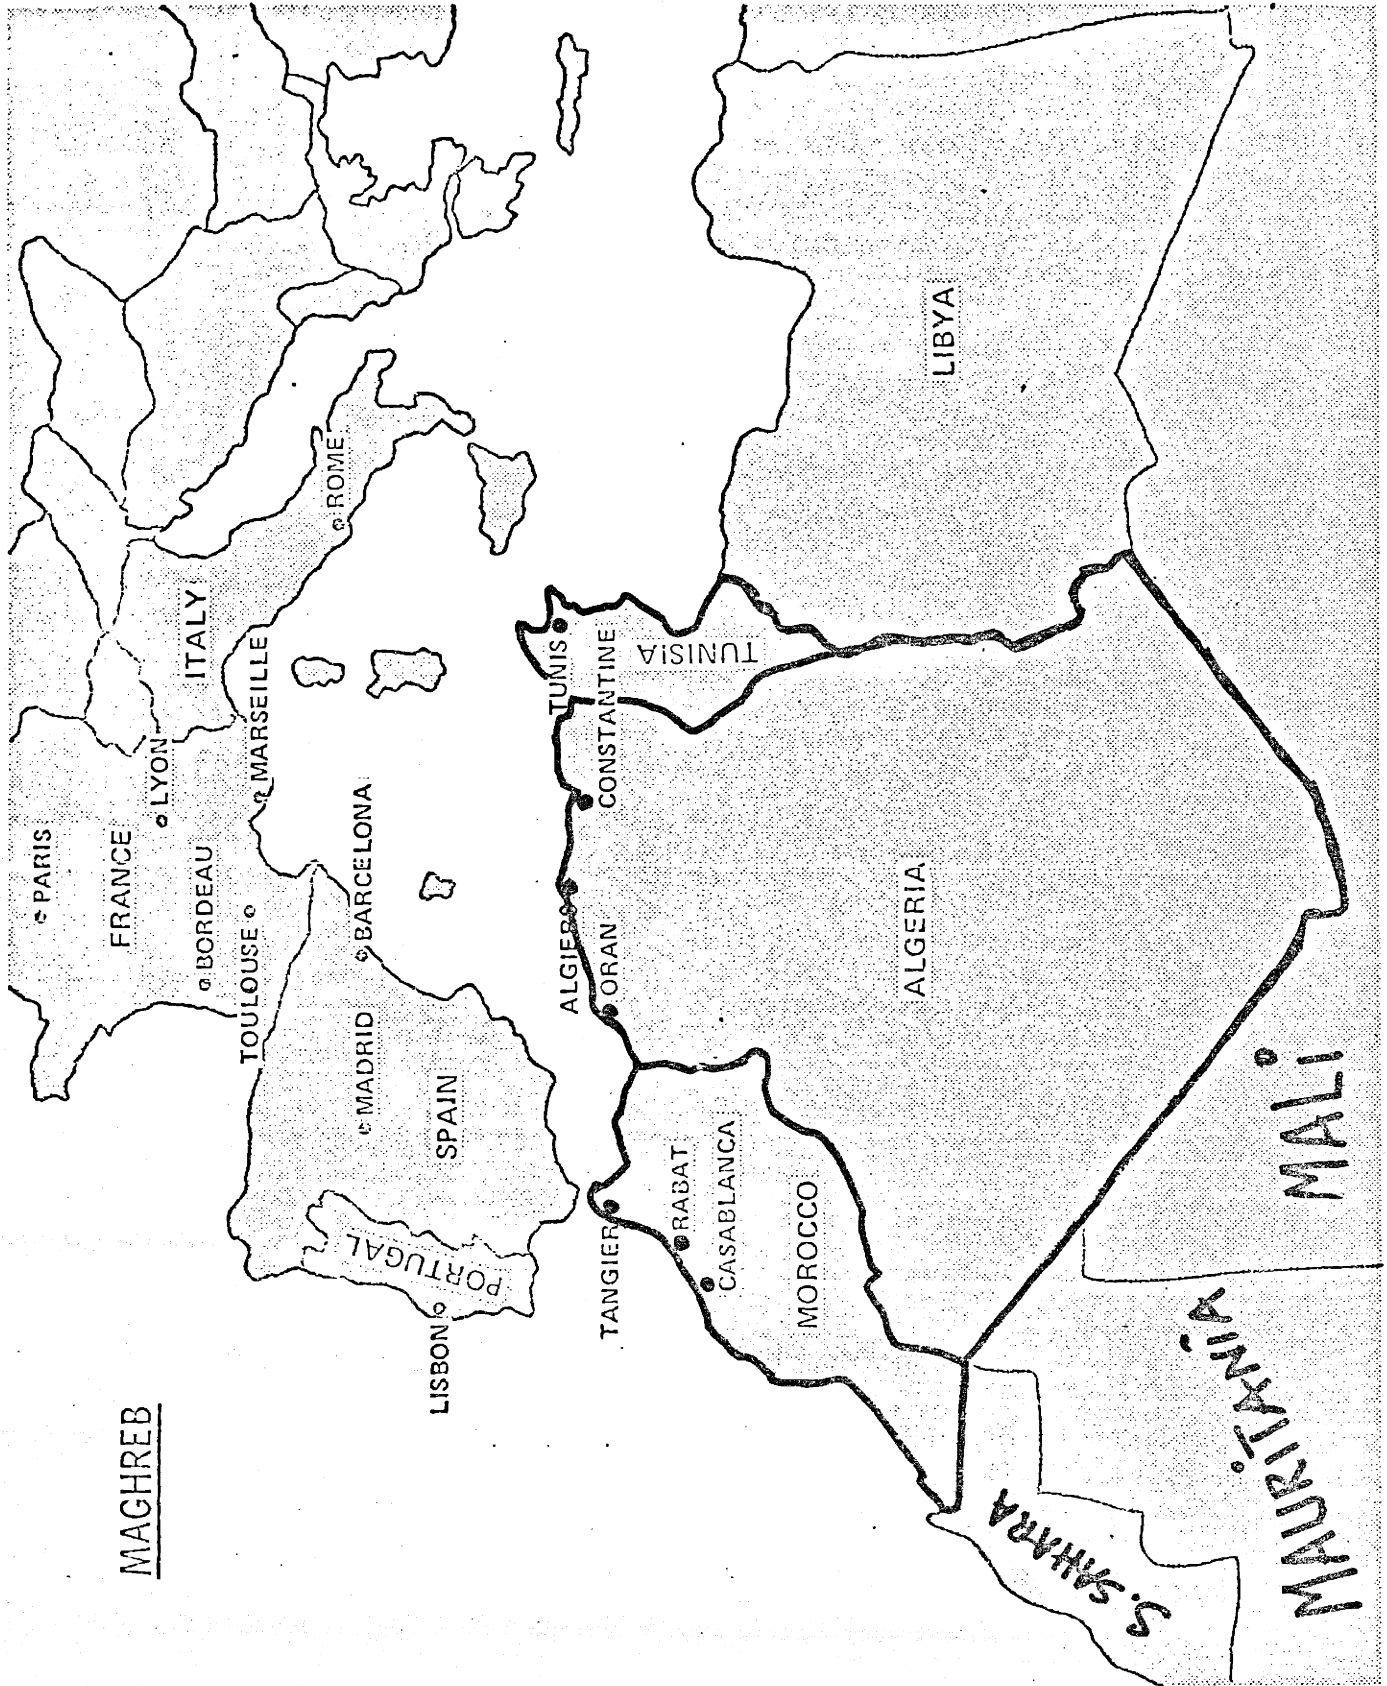 MAGHREB
PARIS
FRANCE
LYON
BORDEAU
TOULOUSE
MARSEILLE
ITALY
ROME
BARCELONA
MADRID
SPAIN
PORTUGAL
LISBON
TUNIS
CONSTANTINE
TUNISIA
ALGIERS
ORAN
TANGIER
RABAT
CASABLANCA
MOROCCO
ALGERIA
LIBYA
S. SAHARA
MAURITANIA
MALI